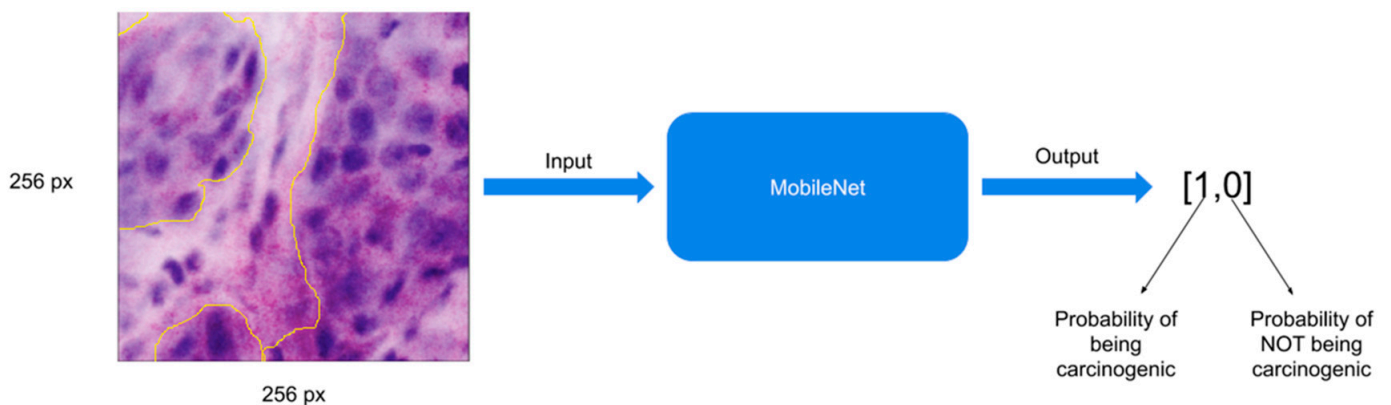 256 px
256 px
Input
MobileNet
Output
[1,0]
Probability of
being
carcinogenic
Probability of
NOT being
carcinogenic